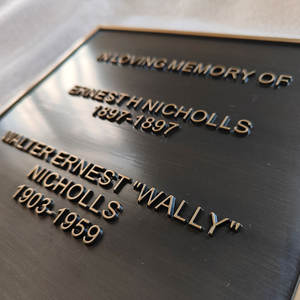 IN LOVING MEMORY OF
ERNEST H NICHOLLS
1897-1897
WALTER ERNEST "WALLY"
NICHOLLS
1903-1959